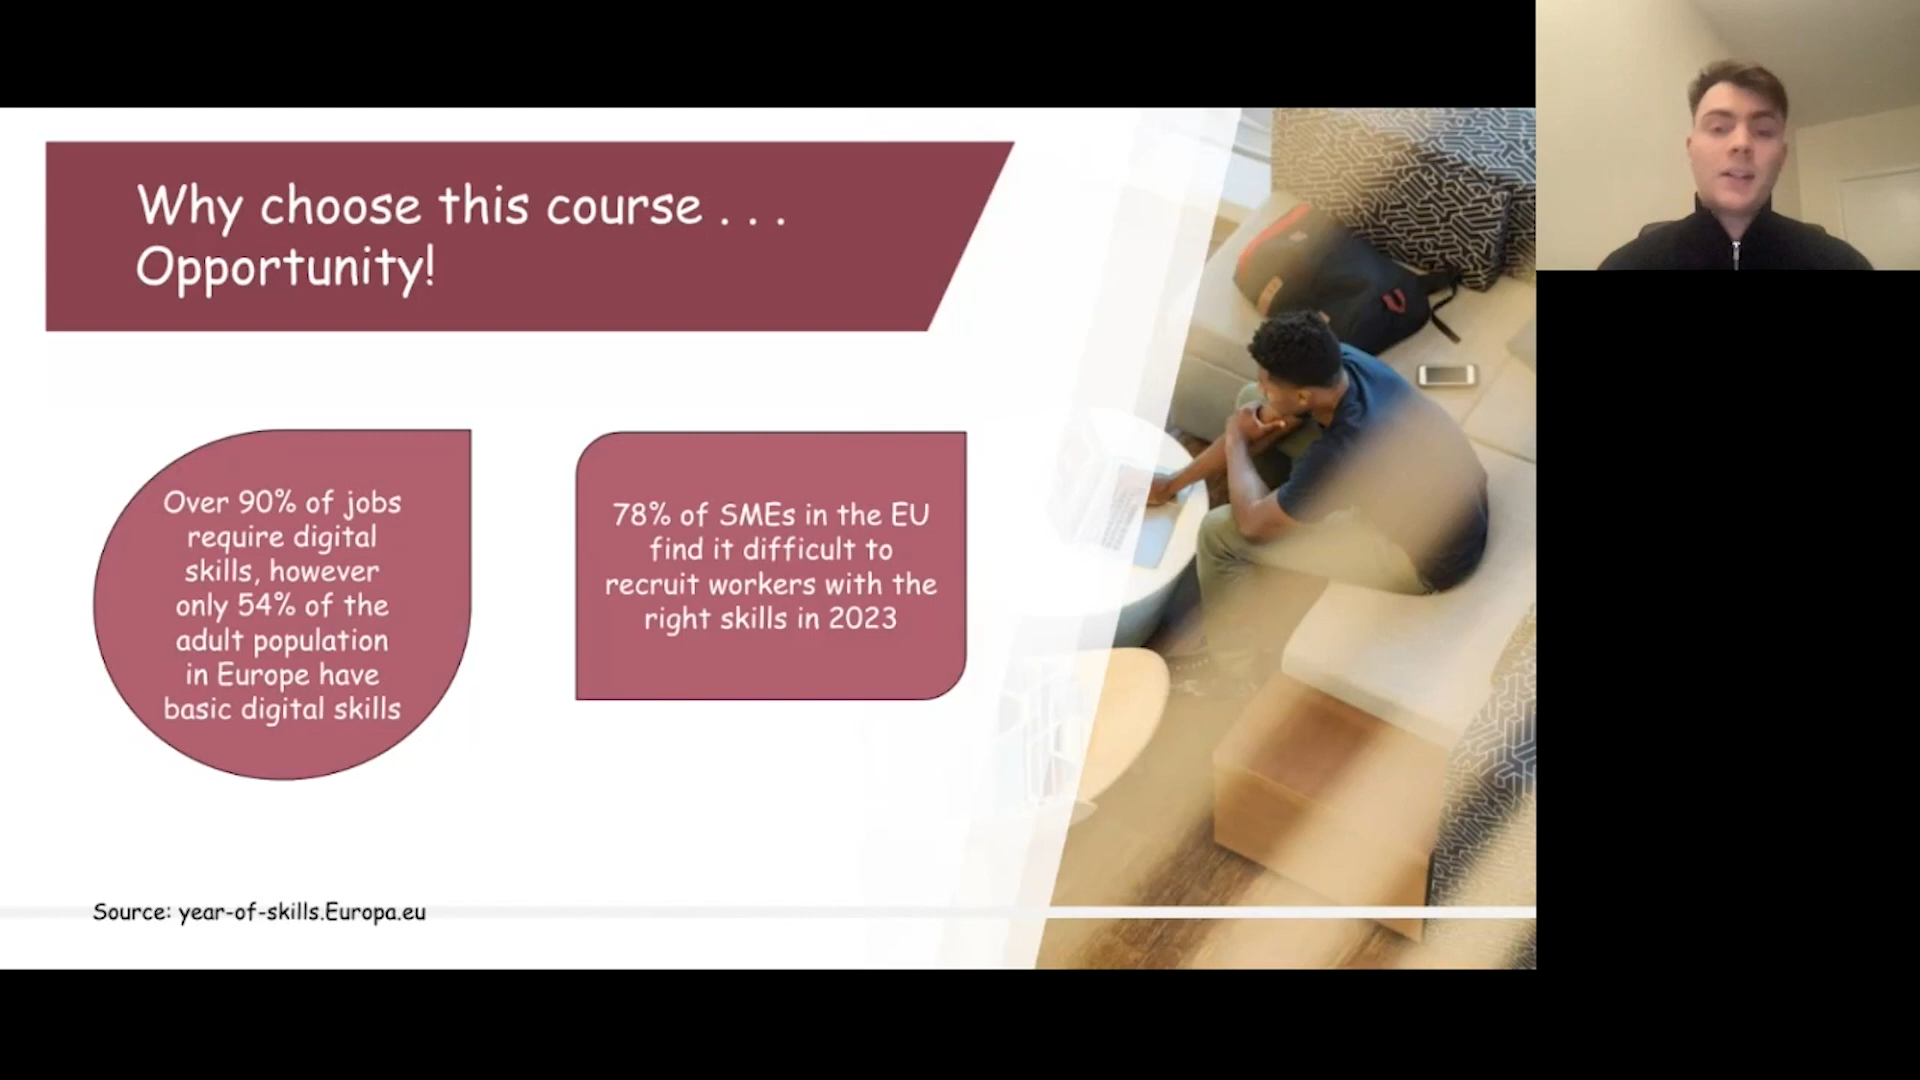 Why choose this course . . .
Opportunity!
Over 90% of jobs
require digital
skills, however
only 54% of the
adult population
in Europe have
basic digital skills
78% of SMEs in the EU
find it difficult to
recruit workers with the
right skills in 2023
Source: year-of-skills.Europa.eu